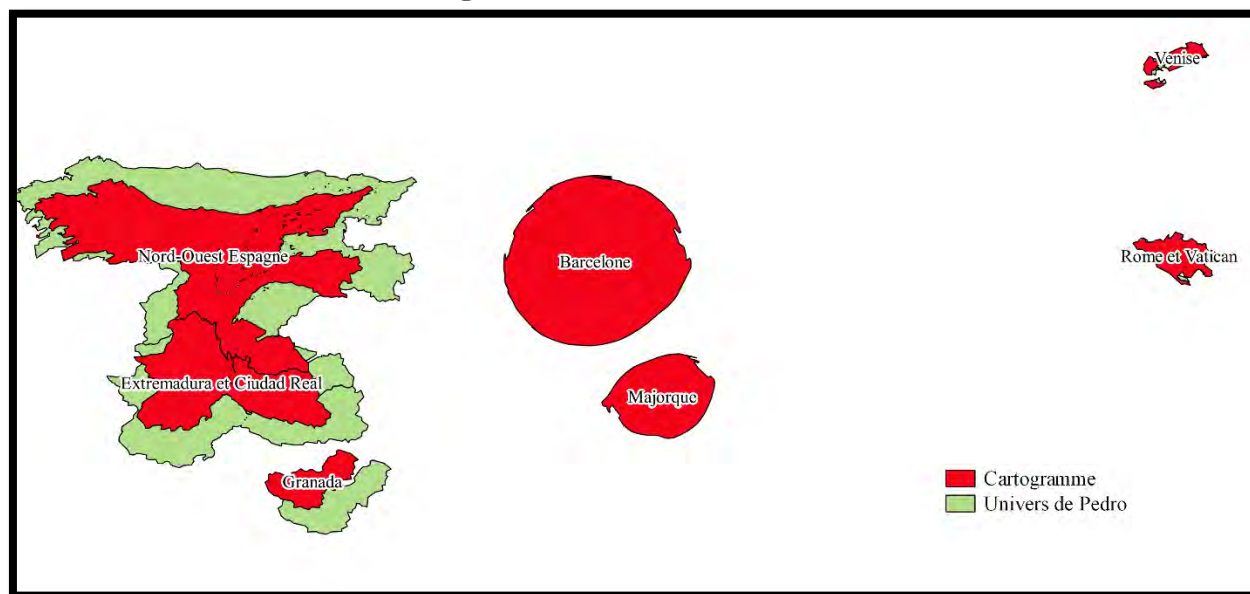 Venise
Nord-Ouest Espagne
Barcelone
Rome et Vatican
Extremadura et Ciudad Real
Majorque
Granada
Cartogramme
Univers de Pedro